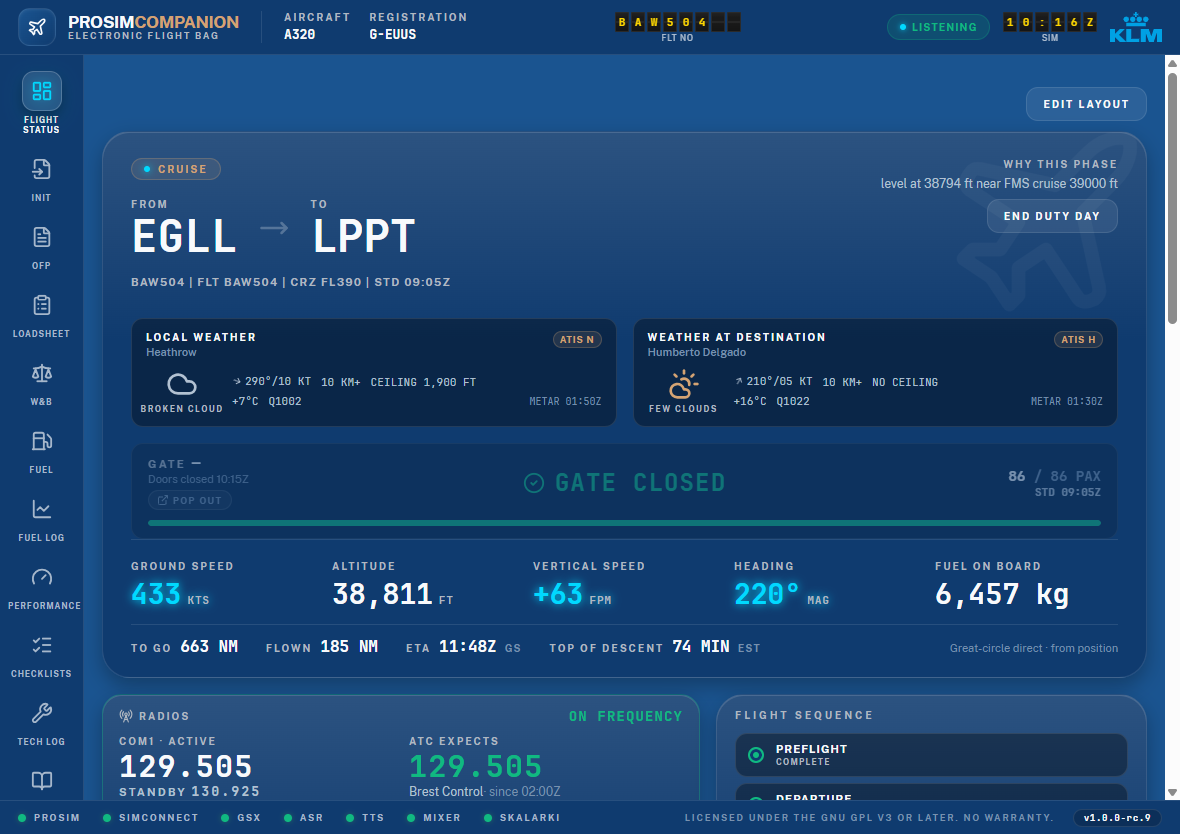 PROSIMCOMPANION
ELECTRONIC FLIGHT BAG
AIRCRAFT
A320
REGISTRATION
G-EUUS
BAW504
FLT NO
LISTENING
10:16Z
SIM
KLM
FLIGHT STATUS
INIT
OFP
LOADSHEET
W&B
FUEL
FUEL LOG
PERFORMANCE
CHECKLISTS
TECH LOG
EDIT LAYOUT
CRUISE
WHY THIS PHASE
level at 38794 ft near FMS cruise 39000 ft
END DUTY DAY
FROM
EGLL
→
TO
LPPT
BAW504 | FLT BAW504 | CRZ FL390 | STD 09:05Z
LOCAL WEATHER
Heathrow
ATIS N
BROKEN CLOUD
290°/10 KT 10 KM+ CEILING 1,900 FT
+7°C Q1002
METAR 01:50Z
WEATHER AT DESTINATION
Humberto Delgado
ATIS H
FEW CLOUDS
210°/05 KT 10 KM+ NO CEILING
+16°C Q1022
METAR 01:30Z
GATE —
Doors closed 10:15Z
POP OUT
GATE CLOSED
86 / 86 PAX
STD 09:05Z
GROUND SPEED
433 KTS
ALTITUDE
38,811 FT
VERTICAL SPEED
+63 FPM
HEADING
220° MAG
FUEL ON BOARD
6,457 kg
TO GO 663 NM FLOWN 185 NM ETA 11:48Z GS TOP OF DESCENT 74 MIN EST
Great-circle direct · from position
RADIOS
ON FREQUENCY
COM1 · ACTIVE
129.505
STANDBY 130.925
ATC EXPECTS
129.505
Brest Control · since 02:00Z
FLIGHT SEQUENCE
PREFLIGHT
COMPLETE
DEPARTURE
PROSIM SIMCONNECT GSX ASR TTS MIXER SKALARKI
LICENSED UNDER THE GNU GPL V3 OR LATER. NO WARRANTY.
v1.0.0-rc.9